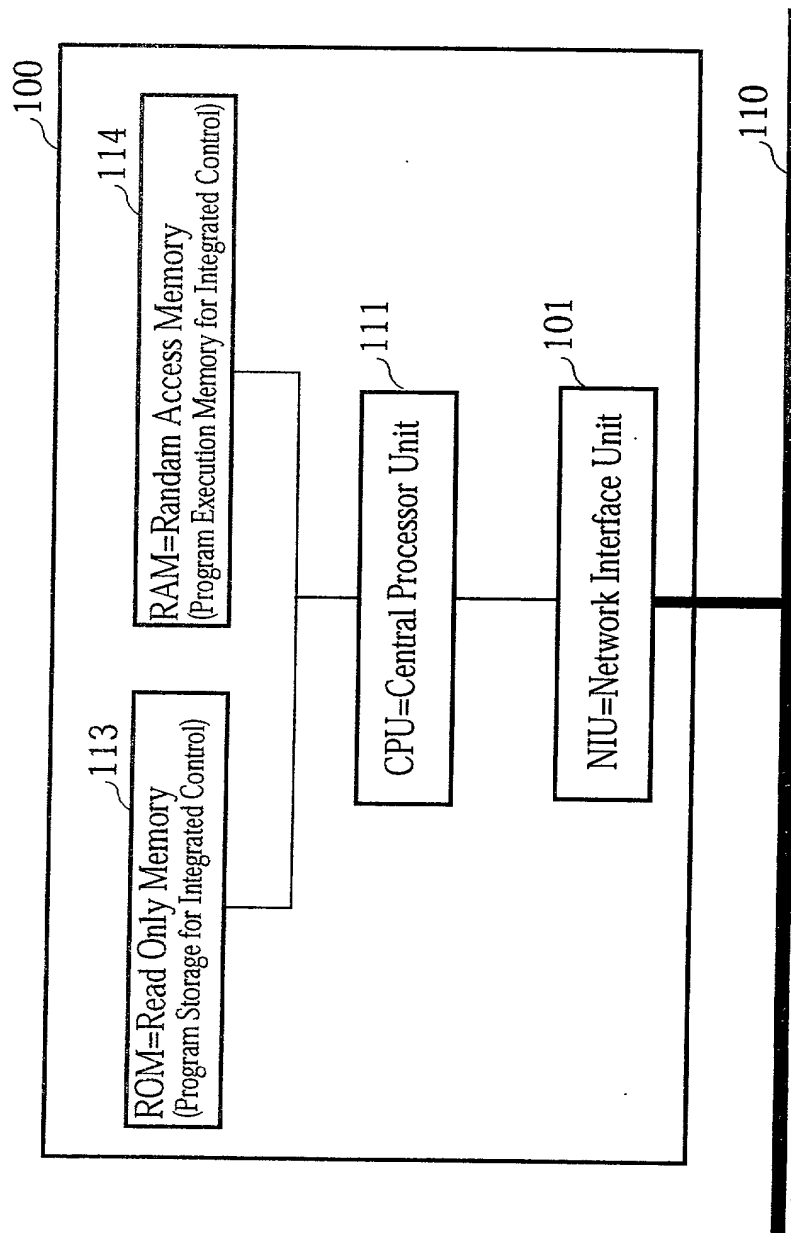 100
113
ROM=Read Only Memory
(Program Storage for Integrated Control)
114
RAM=Randam Access Memory
(Program Execution Memory for Integrated Control)
111
CPU=Central Processor Unit
101
NIU=Network Interface Unit
110